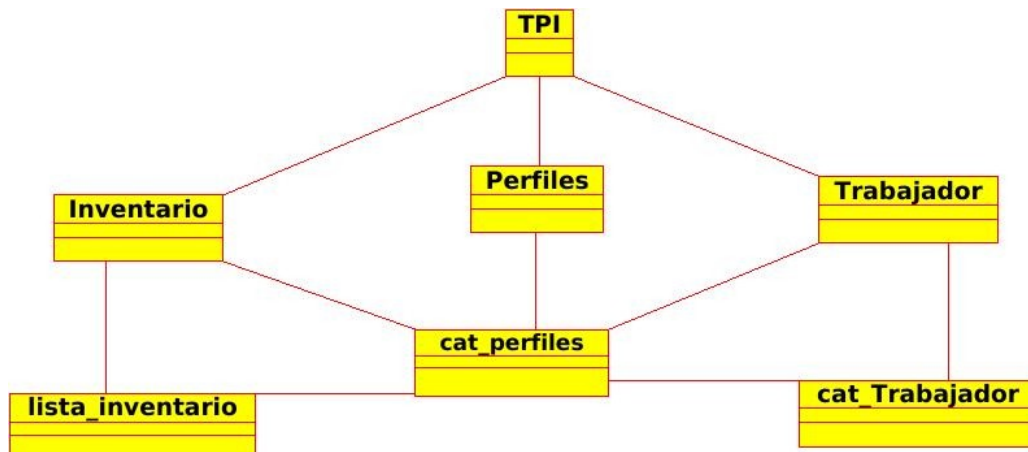 TPI
Perfiles
Inventario
Trabajador
cat_perfiles
lista_inventario
cat_Trabajador